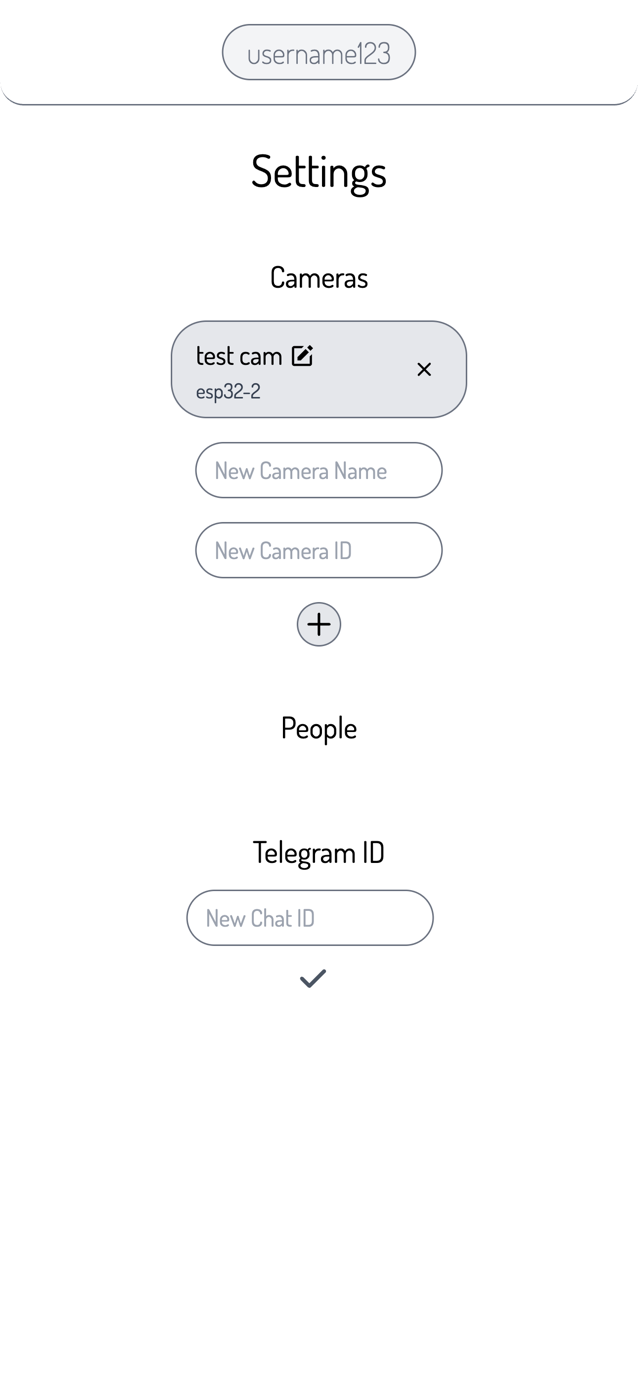 username123
Settings
Cameras
test cam
esp32-2
New Camera Name
New Camera ID
People
Telegram ID
New Chat ID